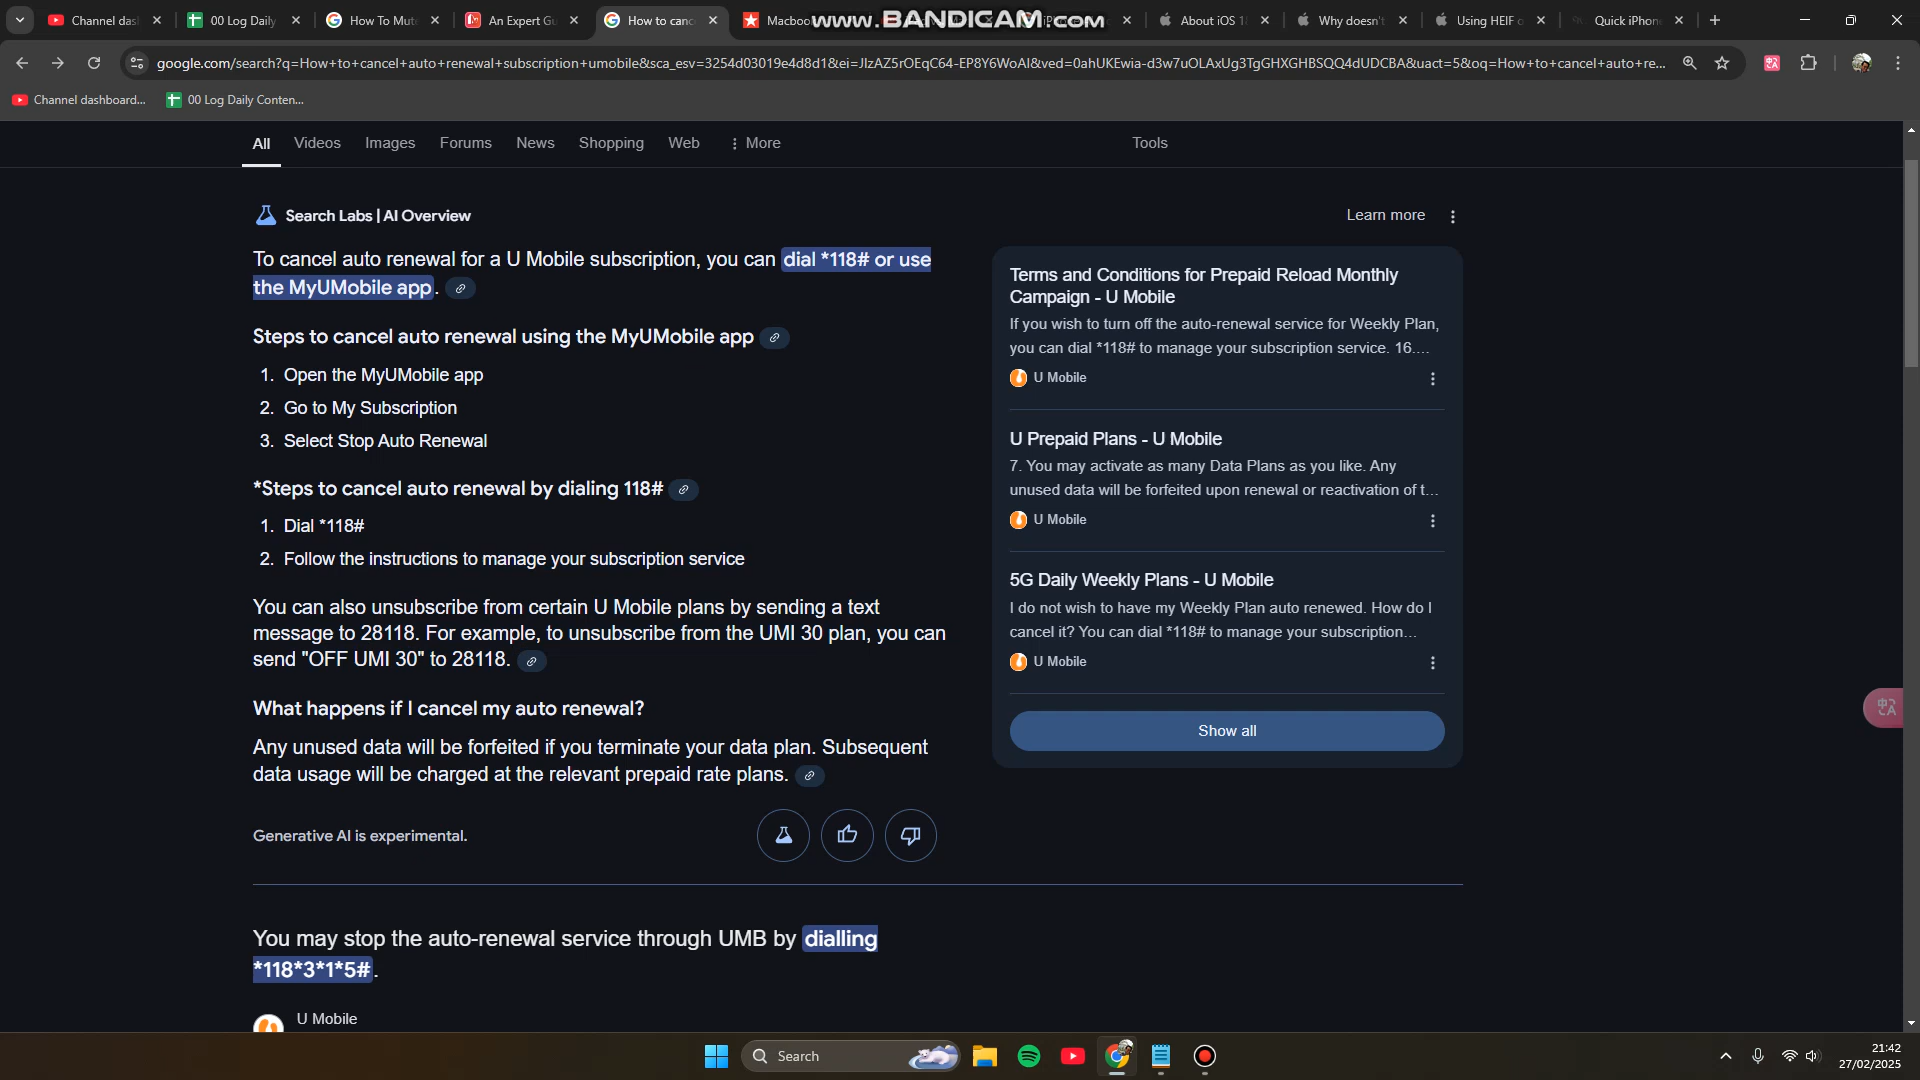 Channel das
00 Log Daily
How To Mute
An Expert Gu
How to canc
Macboo
www.BANDICAM.com
About iOS 1
Why doesn't
Using HEIF o
Quick iPhon
google.com/search?q=How+to+cancel+auto+renewal+subscription+umobile&sca_esv=3254d03019e4d8d1&ei=JIzAZ5rOEqC64-EP8Y6WoAI&ved=0ahUKEwia-d3w7uOLAxUg3TgGHXGHBSQQ4dUDCBA&uact=5&oq=How+to+cancel+auto+re...
Channel dashboard...
00 Log Daily Conten...
All
Videos
Images
Forums
News
Shopping
Web
More
Tools
Search Labs | AI Overview
Learn more
To cancel auto renewal for a U Mobile subscription, you can dial *118# or use
the MyUMobile app.
Steps to cancel auto renewal using the MyUMobile app
1. Open the MyUMobile app
2. Go to My Subscription
3. Select Stop Auto Renewal
*Steps to cancel auto renewal by dialing 118#
1. Dial *118#
2. Follow the instructions to manage your subscription service
You can also unsubscribe from certain U Mobile plans by sending a text
message to 28118. For example, to unsubscribe from the UMI 30 plan, you can
send "OFF UMI 30" to 28118.
What happens if I cancel my auto renewal?
Any unused data will be forfeited if you terminate your data plan. Subsequent
data usage will be charged at the relevant prepaid rate plans.
Generative AI is experimental.
Terms and Conditions for Prepaid Reload Monthly
Campaign - U Mobile
If you wish to turn off the auto-renewal service for Weekly Plan,
you can dial *118# to manage your subscription service. 16....
U Mobile
U Prepaid Plans - U Mobile
7. You may activate as many Data Plans as you like. Any
unused data will be forfeited upon renewal or reactivation of t...
U Mobile
5G Daily Weekly Plans - U Mobile
I do not wish to have my Weekly Plan auto renewed. How do I
cancel it? You can dial *118# to manage your subscription...
U Mobile
Show all
You may stop the auto-renewal service through UMB by dialling
*118*3*1*5#.
U Mobile
Search
21:42
27/02/2025